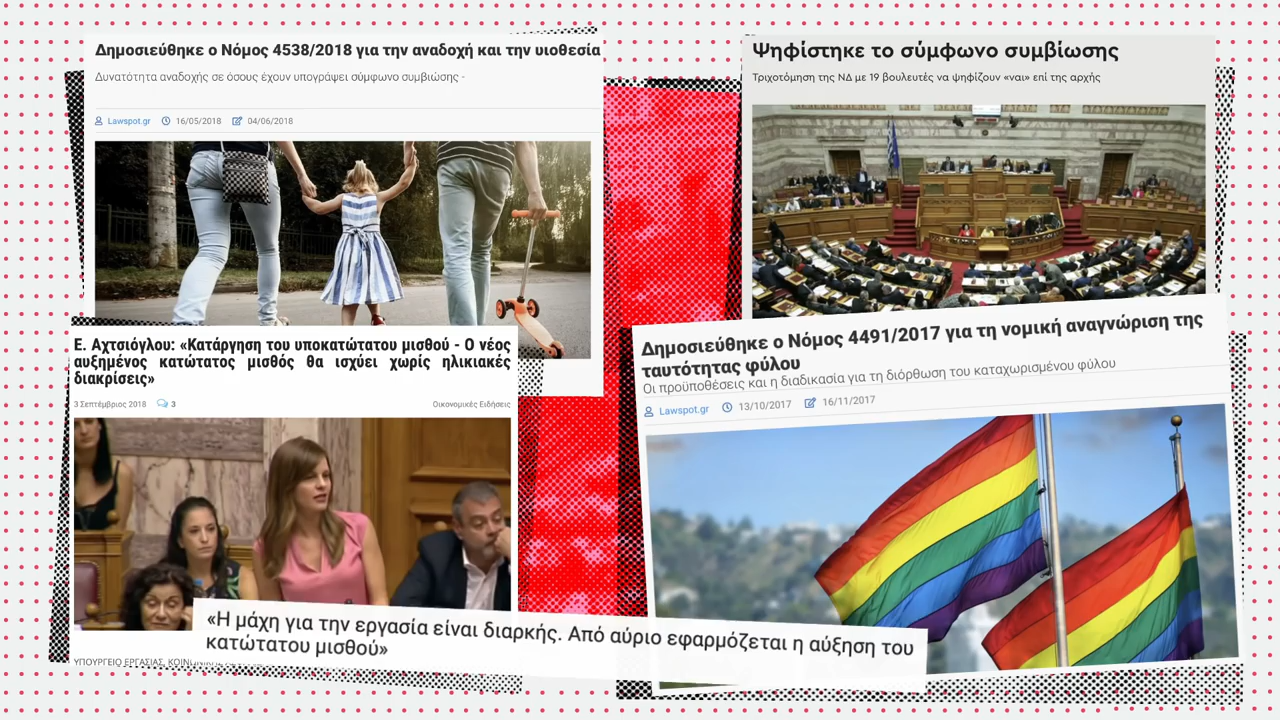 Δημοσιεύθηκε ο Νόμος 4538/2018 για την αναδοχή και την υιοθεσία
Δυνατότητα αναδοχής σε όσους έχουν υπογράψει σύμφωνο συμβιώσης -
Lawspot.gr 16/05/2018 04/06/2018
Ψηφίστηκε το σύμφωνο συμβίωσης
Τριχοτόμηση της ΝΔ με 19 βουλευτές να ψηφίζουν «ναι» επί της αρχής
Ε. Αχτσιόγλου: «Κατάργηση του υποκατώτατου μισθού - Ο νέος
αυξημένος κατώτατος μισθός θα ισχύει χωρίς ηλικιακές
διακρίσεις»
3 Σεπτέμβριος 2018 3 Οικονομικές Ειδήσεις
Δημοσιεύθηκε ο Νόμος 4491/2017 για τη νομική αναγνώριση της
ταυτότητας φύλου
Οι προϋποθέσεις και η διαδικασία για τη διόρθωση του καταχωρισμένου φύλου
Lawspot.gr 13/10/2017 16/11/2017
«Η μάχη για την εργασία είναι διαρκής. Από αύριο εφαρμόζεται η αύξηση του
κατώτατου μισθού»
ΥΠΟΥΡΓΕΙΟ ΕΡΓΑΣΙΑΣ,